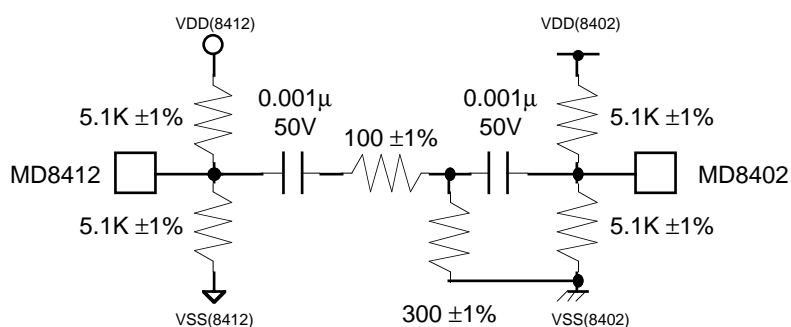 VDD(8412)
VDD(8402)
5.1K ±1%
0.001μ
50V
100 ±1%
0.001μ
50V
5.1K ±1%
MD8412
MD8402
5.1K ±1%
5.1K ±1%
VSS(8412)
300 ±1%
VSS(8402)